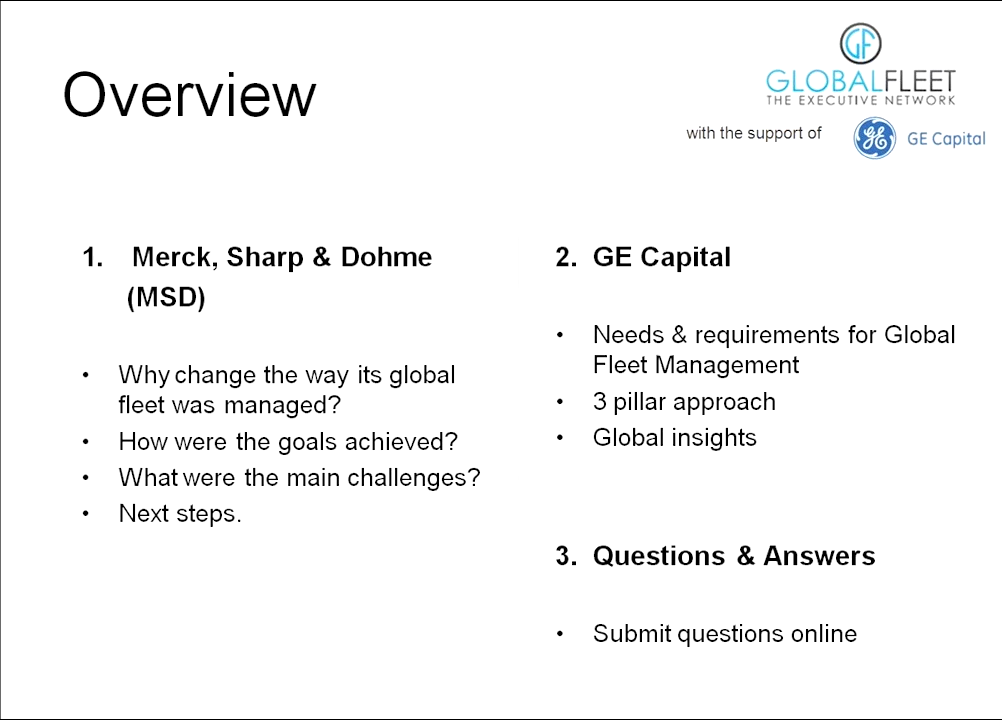 Overview
GF
GLOBALFLEET
THE EXECUTIVE NETWORK
with the support of
GE
GE Capital
1. Merck, Sharp & Dohme
(MSD)
• Why change the way its global
fleet was managed?
• How were the goals achieved?
• What were the main challenges?
• Next steps.
2. GE Capital
• Needs & requirements for Global
Fleet Management
• 3 pillar approach
• Global insights
3. Questions & Answers
• Submit questions online